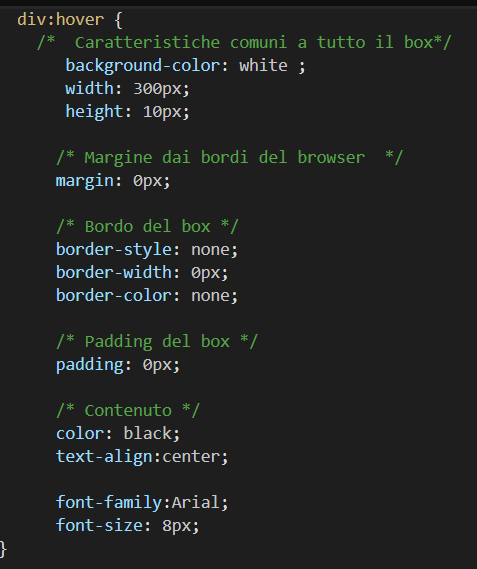 div:hover {
/*  Caratteristiche comuni a tutto il box*/
background-color: white ;
width: 300px;
height: 10px;
/* Margine dai bordi del browser  */
margin: 0px;
/* Bordo del box */
border-style: none;
border-width: 0px;
border-color: none;
/* Padding del box */
padding: 0px;
/* Contenuto */
color: black;
text-align:center;
font-family:Arial;
font-size: 8px;
}